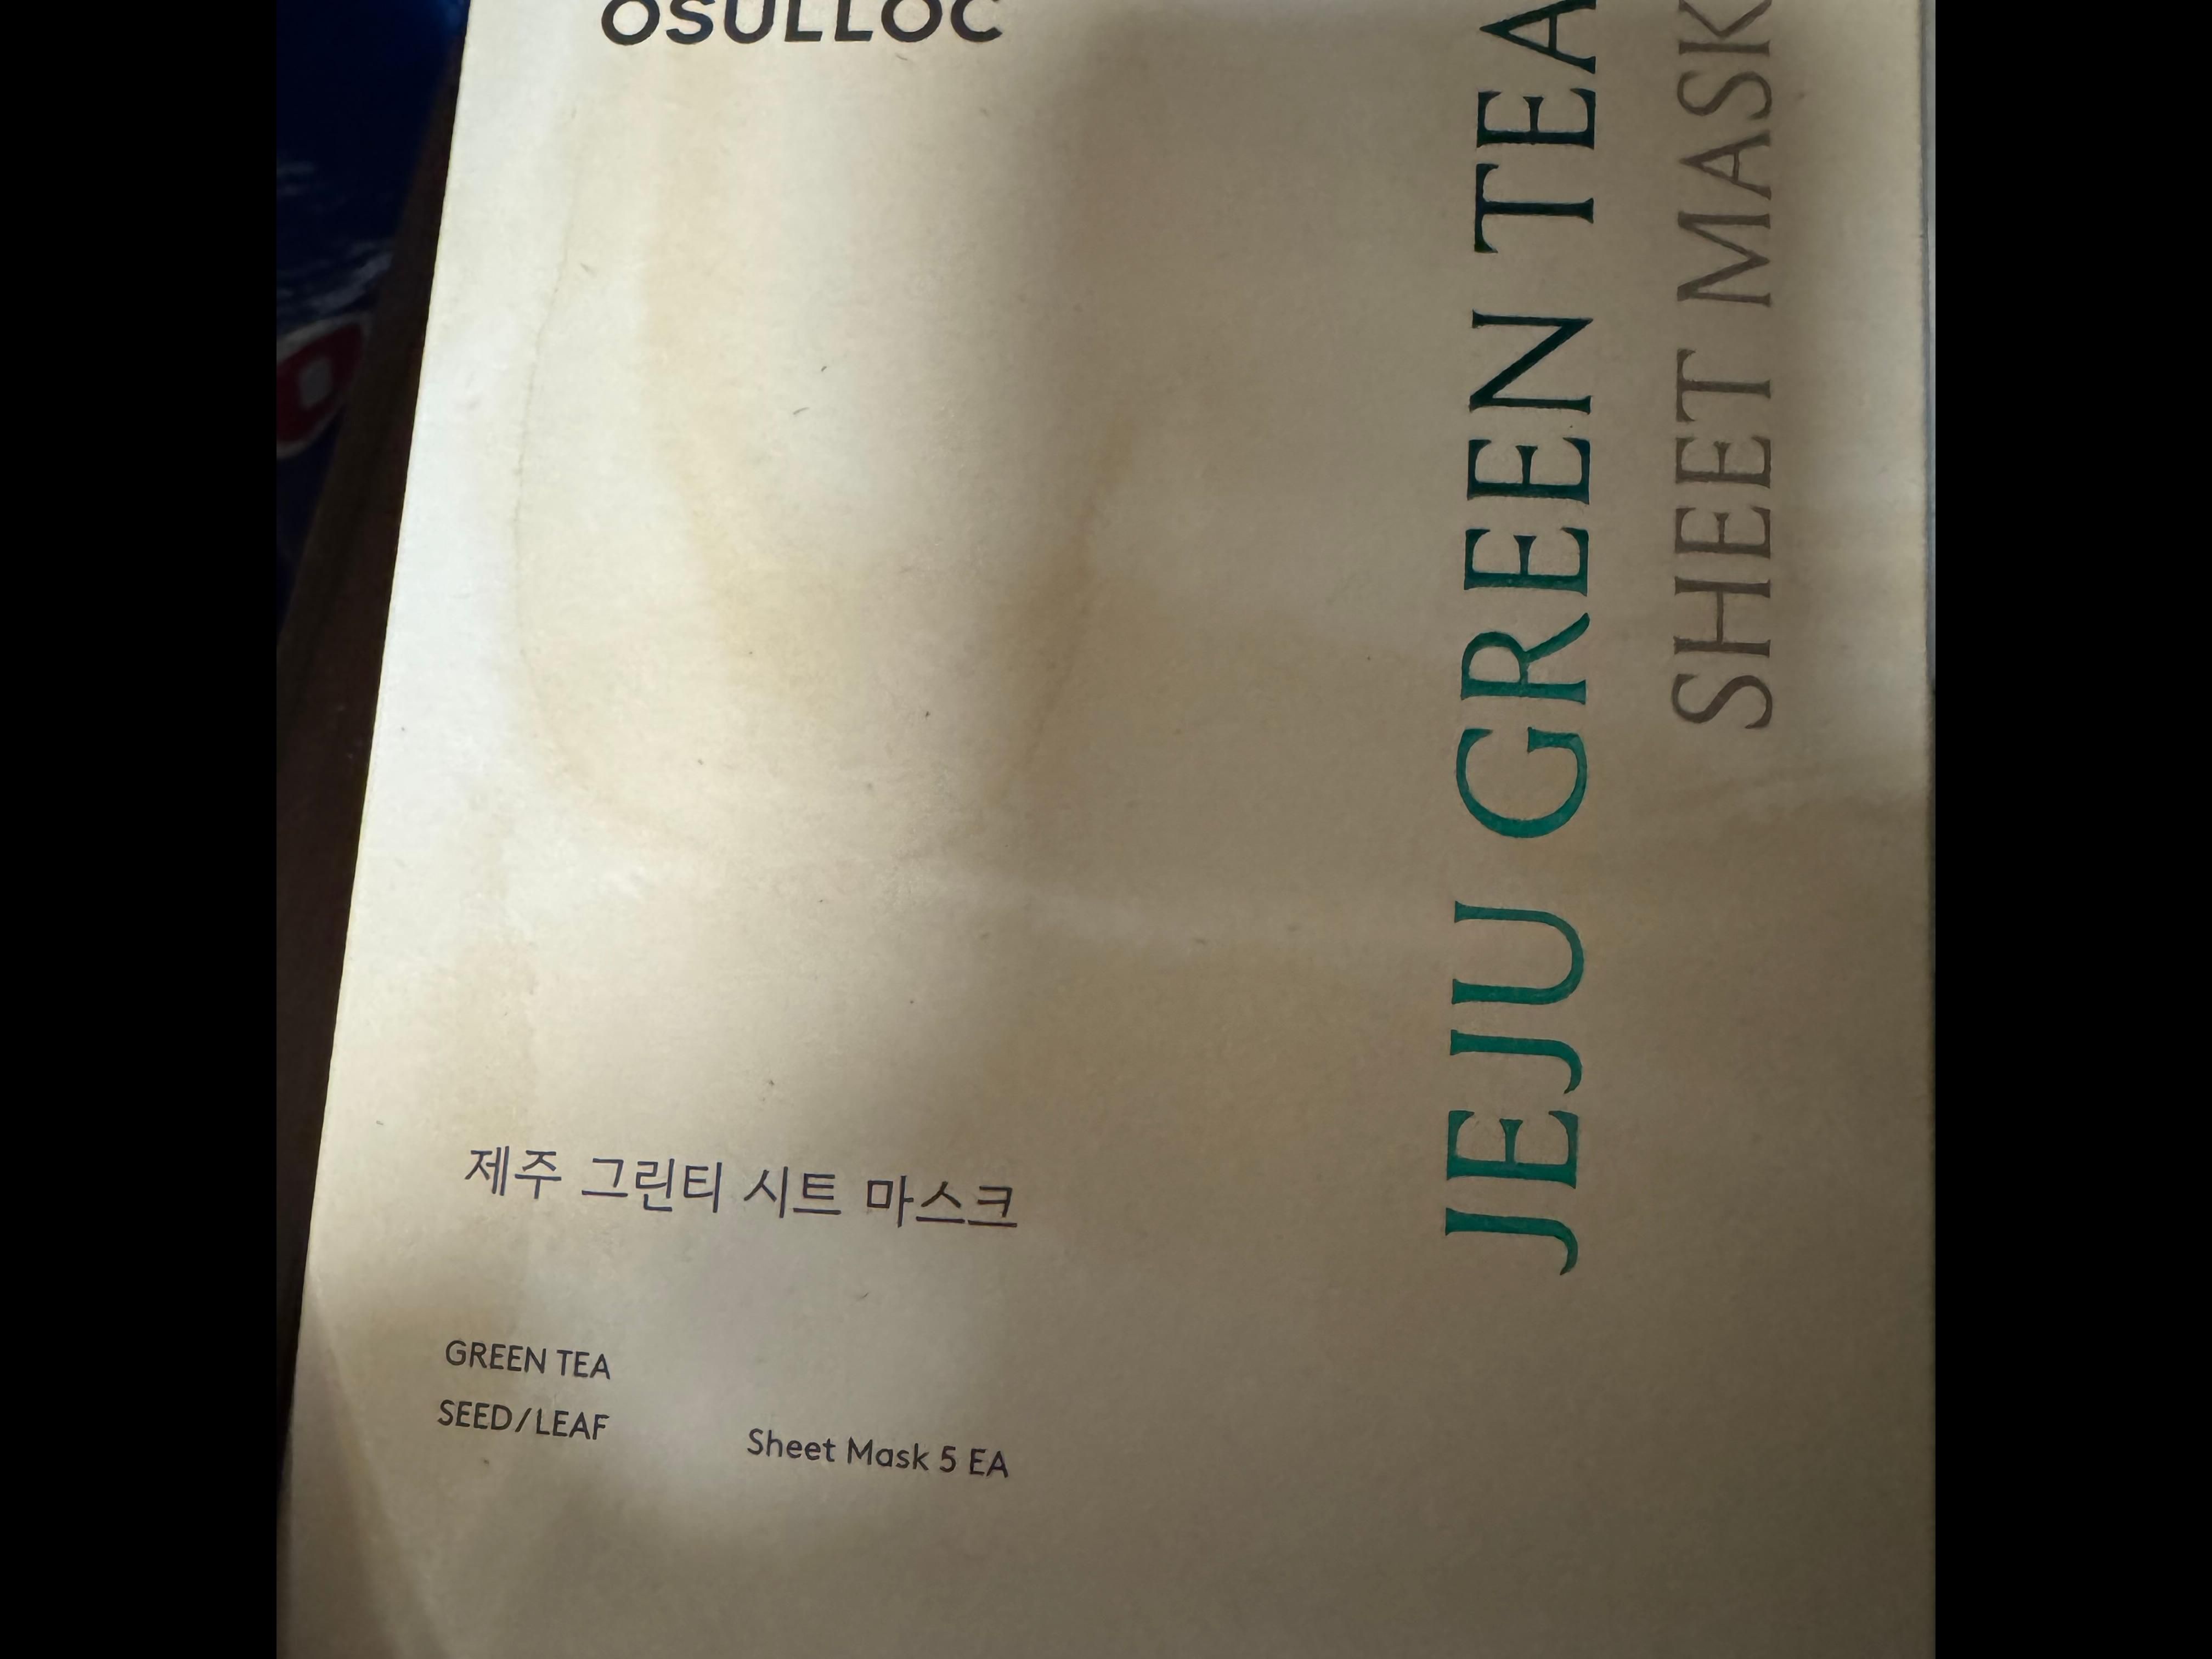 OSULLOC
JEJU GREEN TEA
SHEET MASK
제주 그린티 시트 마스크
GREEN TEA
SEED/LEAF
Sheet Mask 5 EA